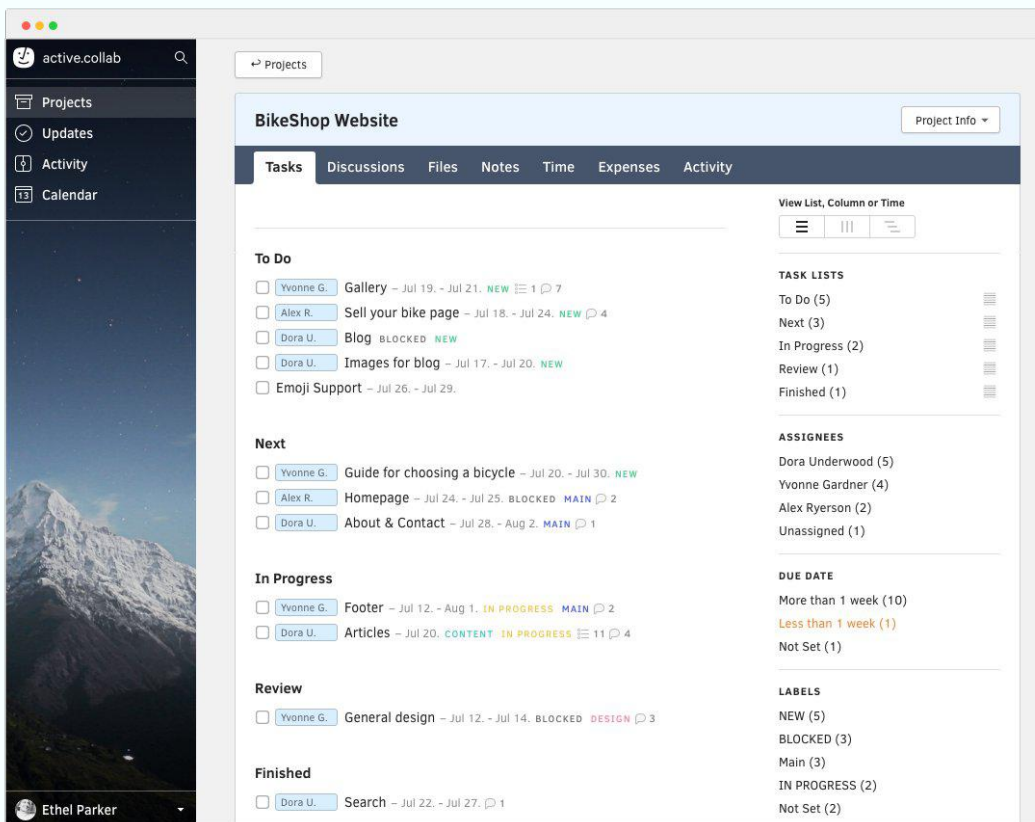 active.collab
Projects
Updates
Activity
13 Calendar
Ethel Parker
Projects
BikeShop Website
Project Info
Tasks Discussions Files Notes Time Expenses Activity
To Do
Yvonne G. Gallery – Jul 19. - Jul 21. NEW 1 7
Alex R. Sell your bike page – Jul 18. - Jul 24. NEW 4
Dora U. Blog BLOCKED NEW
Dora U. Images for blog – Jul 17. - Jul 20. NEW
Emoji Support – Jul 26. - Jul 29.
Next
Yvonne G. Guide for choosing a bicycle – Jul 20. - Jul 30. NEW
Alex R. Homepage – Jul 24. - Jul 25. BLOCKED MAIN 2
Dora U. About & Contact – Jul 28. - Aug 2. MAIN 1
In Progress
Yvonne G. Footer – Jul 12. - Aug 1. IN PROGRESS MAIN 2
Dora U. Articles – Jul 20. CONTENT IN PROGRESS 11 4
Review
Yvonne G. General design – Jul 12. - Jul 14. BLOCKED DESIGN 3
Finished
Dora U. Search – Jul 22. - Jul 27. 1
View List, Column or Time
TASK LISTS
To Do (5)
Next (3)
In Progress (2)
Review (1)
Finished (1)
ASSIGNEES
Dora Underwood (5)
Yvonne Gardner (4)
Alex Ryerson (2)
Unassigned (1)
DUE DATE
More than 1 week (10)
Less than 1 week (1)
Not Set (1)
LABELS
NEW (5)
BLOCKED (3)
Main (3)
IN PROGRESS (2)
Not Set (2)